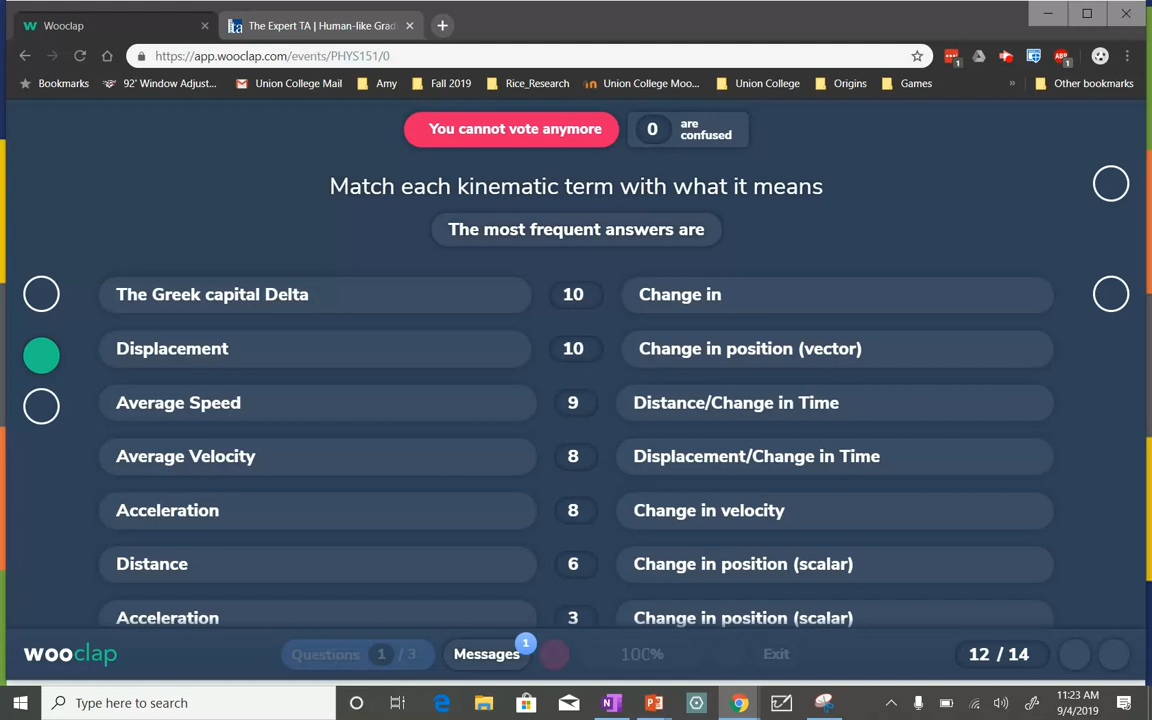 W Wooclap
ta The Expert TA | Human-like Grad
https://app.wooclap.com/events/PHYS151/0
1
ABP
1
Bookmarks 92' Window Adjust... Union College Mail Amy Fall 2019 Rice_Research Union College Moo... Union College Origins Games » Other bookmarks
You cannot vote anymore
0 are confused
Match each kinematic term with what it means
The most frequent answers are
The Greek capital Delta 10 Change in
Displacement 10 Change in position (vector)
Average Speed 9 Distance/Change in Time
Average Velocity 8 Displacement/Change in Time
Acceleration 8 Change in velocity
Distance 6 Change in position (scalar)
Acceleration 3 Change in position (scalar)
wooclap Questions 1 / 3 Messages 1 100% Exit 12 / 14
Type here to search
11:23 AM
9/4/2019